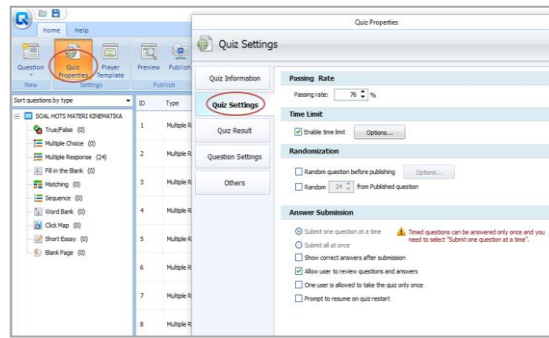 Home Help
Question
Quiz Properties
Player Template
Preview
Publish
New
Settings
Publish
Sort questions by type
SOAL HOTS MATERI KINEMATIKA
True/False (0)
Multiple Choice (0)
Multiple Response (24)
Fill in the Blank (0)
Matching (0)
Sequence (0)
Word Bank (0)
Click Map (0)
Short Essay (0)
Blank Page (0)
ID Type
1 Multiple R
2 Multiple R
3 Multiple R
4 Multiple R
5 Multiple R
6 Multiple R
7 Multiple R
8 Multiple R
Quiz Properties
Quiz Settings
Quiz Information
Quiz Settings
Quiz Result
Question Settings
Others
Passing Rate
Passing rate: 76 %
Time Limit
Enable time limit Options...
Randomization
Random question before publishing Options...
Random 24 from Published question
Answer Submission
Submit one question at a time
Timed questions can be answered only once and you
need to select "Submit one question at a time".
Submit all at once
Show correct answers after submission
Allow user to review questions and answers
One user is allowed to take the quiz only once
Prompt to resume on quiz restart